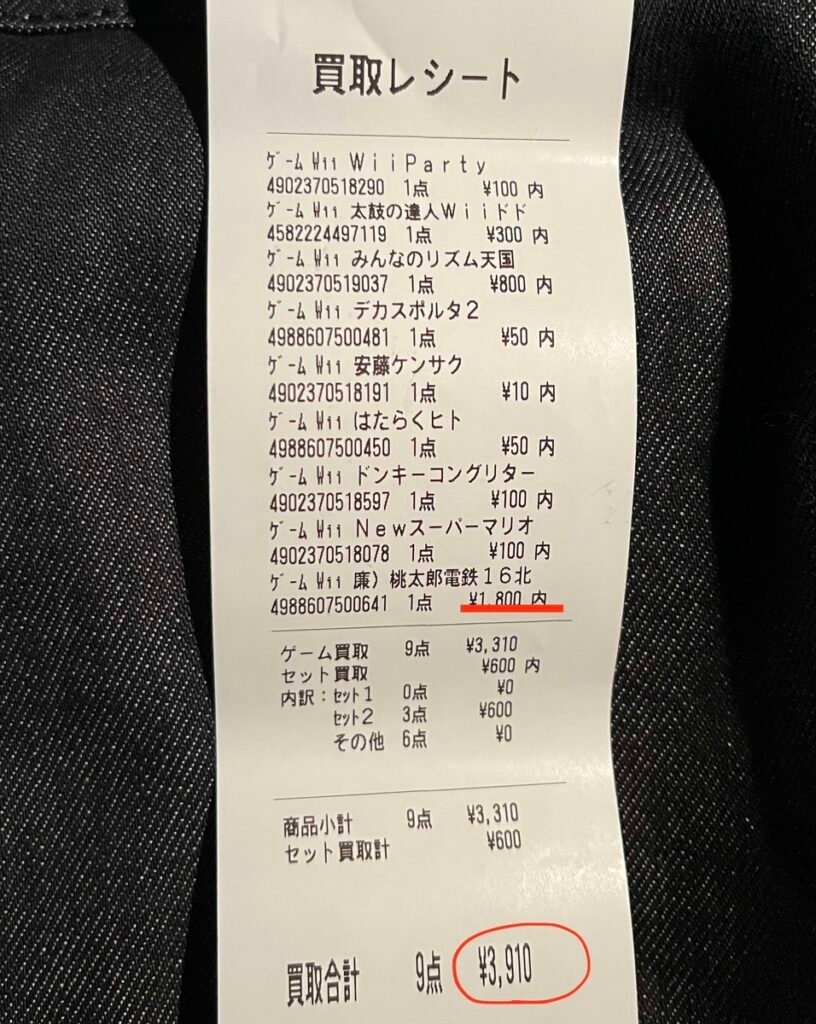 買取レシート
ｹﾞｰﾑ Wii ＷｉｉＰａｒｔｙ
4902370518290 1点 ¥100 内
ｹﾞｰﾑ Wii 太鼓の達人Ｗｉｉドド
4582224497119 1点 ¥300 内
ｹﾞｰﾑ Wii みんなのリズム天国
4902370519037 1点 ¥800 内
ｹﾞｰﾑ Wii デカスポルタ２
4988607500481 1点 ¥50 内
ｹﾞｰﾑ Wii 安藤ケンサク
4902370518191 1点 ¥10 内
ｹﾞｰﾑ Wii はたらくヒト
4988607500450 1点 ¥50 内
ｹﾞｰﾑ Wii ドンキーコングリター
4902370518597 1点 ¥100 内
ｹﾞｰﾑ Wii Ｎｅｗスーパーマリオ
4902370518078 1点 ¥100 内
ｹﾞｰﾑ Wii 廉）桃太郎電鉄１６北
4988607500641 1点 ¥1,800 内
ゲーム買取 9点 ¥3,310
セット買取 ¥600 内
内訳：ｾｯﾄ1 0点 ¥0
ｾｯﾄ2 3点 ¥600
その他 6点 ¥0
商品小計 9点 ¥3,310
セット買取計 ¥600
買取合計 9点 ¥3,910